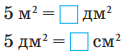 5 м² = □ дм²
5 дм² = □ см²